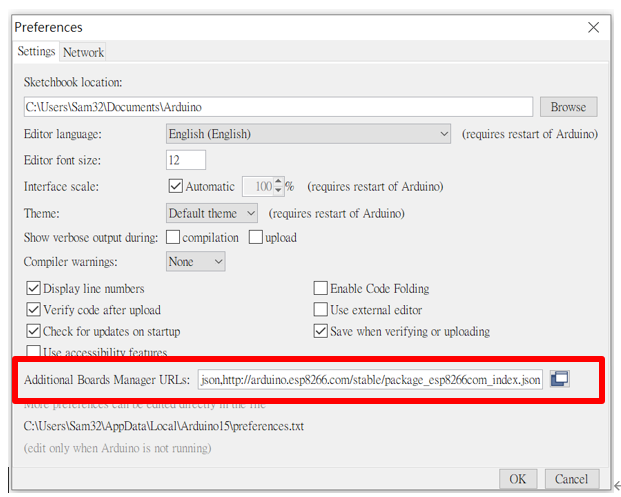 Preferences
Settings Network
Sketchbook location:
C:\Users\Sam32\Documents\Arduino Browse
Editor language: English (English) (requires restart of Arduino)
Editor font size: 12
Interface scale: Automatic 100 % (requires restart of Arduino)
Theme: Default theme (requires restart of Arduino)
Show verbose output during: compilation upload
Compiler warnings: None
Display line numbers Enable Code Folding
Verify code after upload Use external editor
Check for updates on startup Save when verifying or uploading
Use accessibility features
Additional Boards Manager URLs: json,http://arduino.esp8266.com/stable/package_esp8266com_index.json
More preferences can be edited directly in the file
C:\Users\Sam32\AppData\Local\Arduino15\preferences.txt
(edit only when Arduino is not running)
OK Cancel